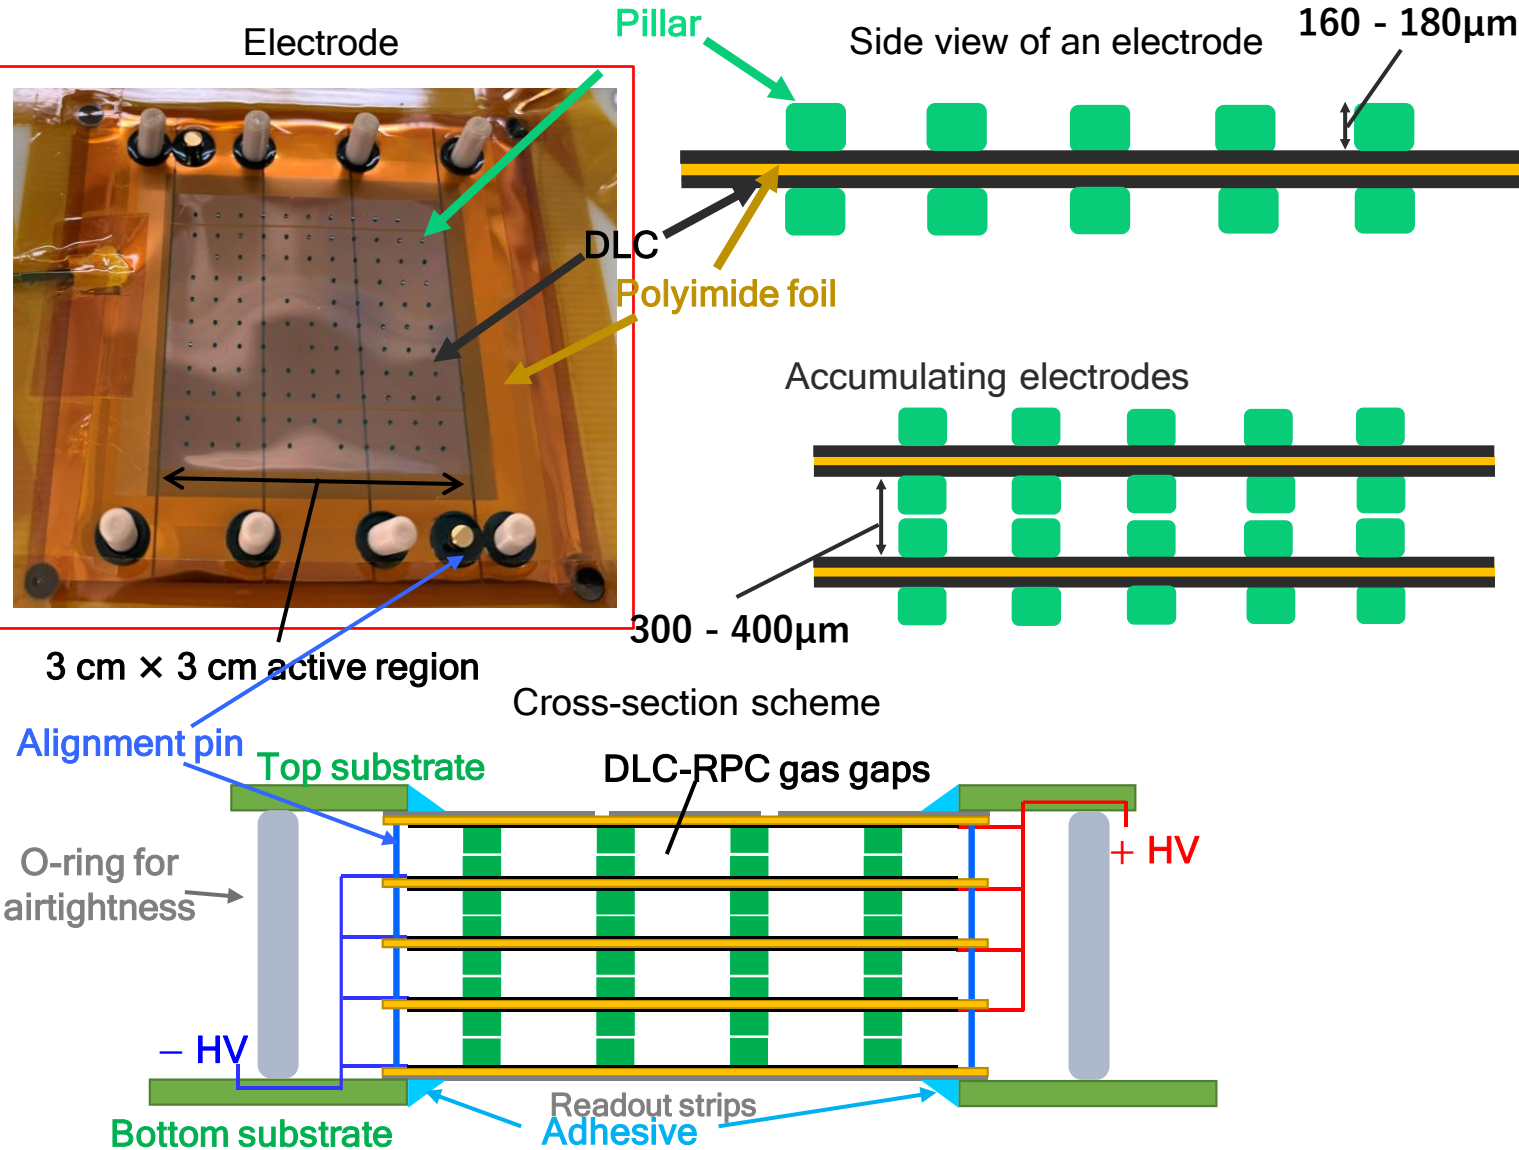 Electrode
Pillar
Side view of an electrode
160 - 180μm
DLC
Polyimide foil
Accumulating electrodes
300 - 400μm
3 cm × 3 cm active region
Cross-section scheme
Alignment pin
Top substrate
DLC-RPC gas gaps
O-ring for
airtightness
+ HV
− HV
Readout strips
Adhesive
Bottom substrate